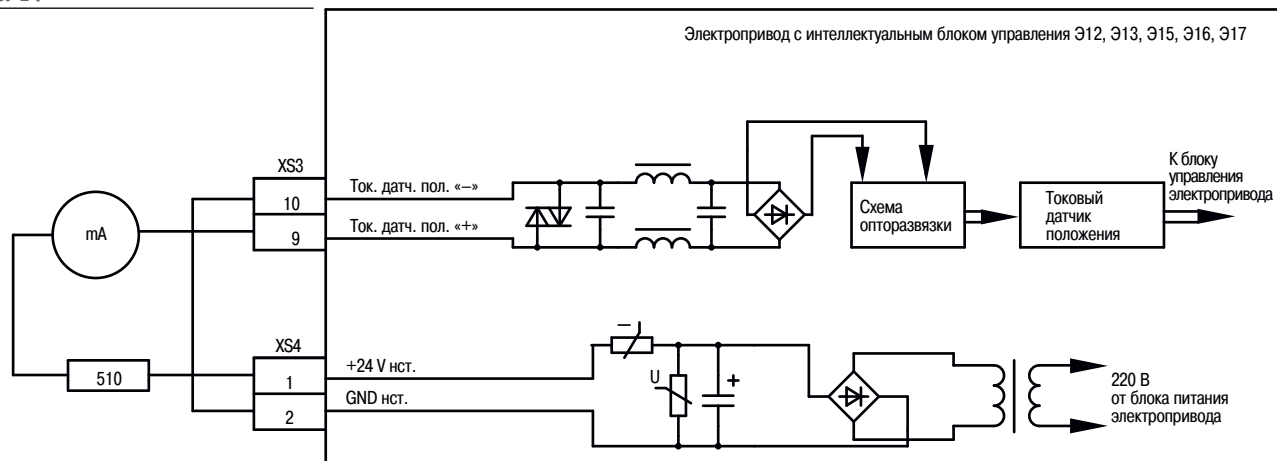 Электропривод с интеллектуальным блоком управления Э12, Э13, Э15, Э16, Э17
XS3
10
9
Ток. датч. пол. «–»
Ток. датч. пол. «+»
mA
Схема
опторазвязки
Токовый
датчик
положения
К блоку
управления
электропривода
XS4
1
2
510
+24 V нст.
GND нст.
–
U
+
220 В
от блока питания
электропривода